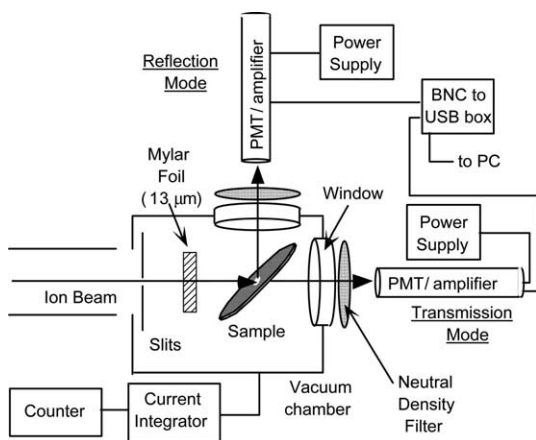 Reflection
Mode
PMT/ amplifier
Power
Supply
BNC to
USB box
to PC
Mylar
Foil
( 13 μm)
Window
Power
Supply
PMT/ amplifier
Transmission
Mode
Ion Beam
Slits
Sample
Vacuum
chamber
Neutral
Density
Filter
Counter
Current
Integrator